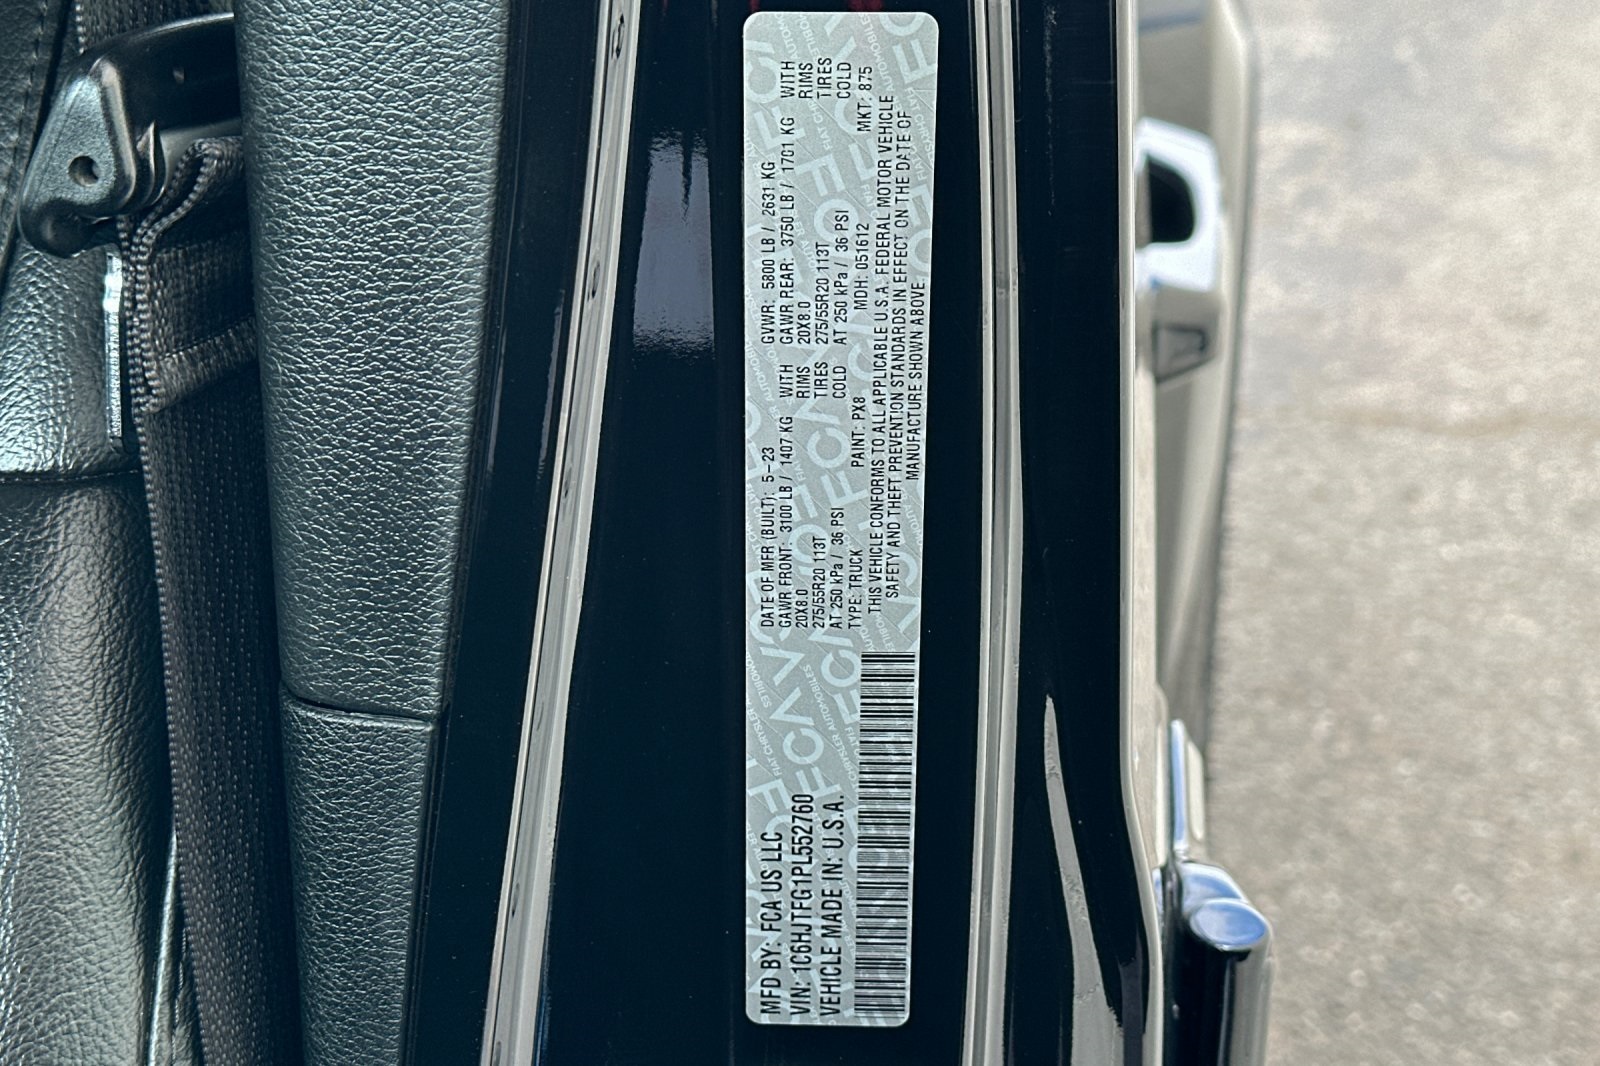 MFD BY: FCA US LLC
VIN: 1C6HJTFG1PL552760
VEHICLE MADE IN: U.S.A.
DATE OF MFR (BUILT): 5-23 GVWR: 5800 LB / 2631 KG
GAWR FRONT: 3100 LB / 1407 KG WITH GAWR REAR: 3750 LB / 1701 KG WITH
20X8.0 RIMS 20X8.0 RIMS
275/55R20 113T TIRES 275/55R20 113T TIRES
AT 250 kPa / 36 PSI COLD AT 250 kPa / 36 PSI COLD
TYPE: TRUCK PAINT: PX8 MDH: 051612 MKT: 875
THIS VEHICLE CONFORMS TO ALL APPLICABLE U.S.A. FEDERAL MOTOR VEHICLE
SAFETY AND THEFT PREVENTION STANDARDS IN EFFECT ON THE DATE OF
MANUFACTURE SHOWN ABOVE